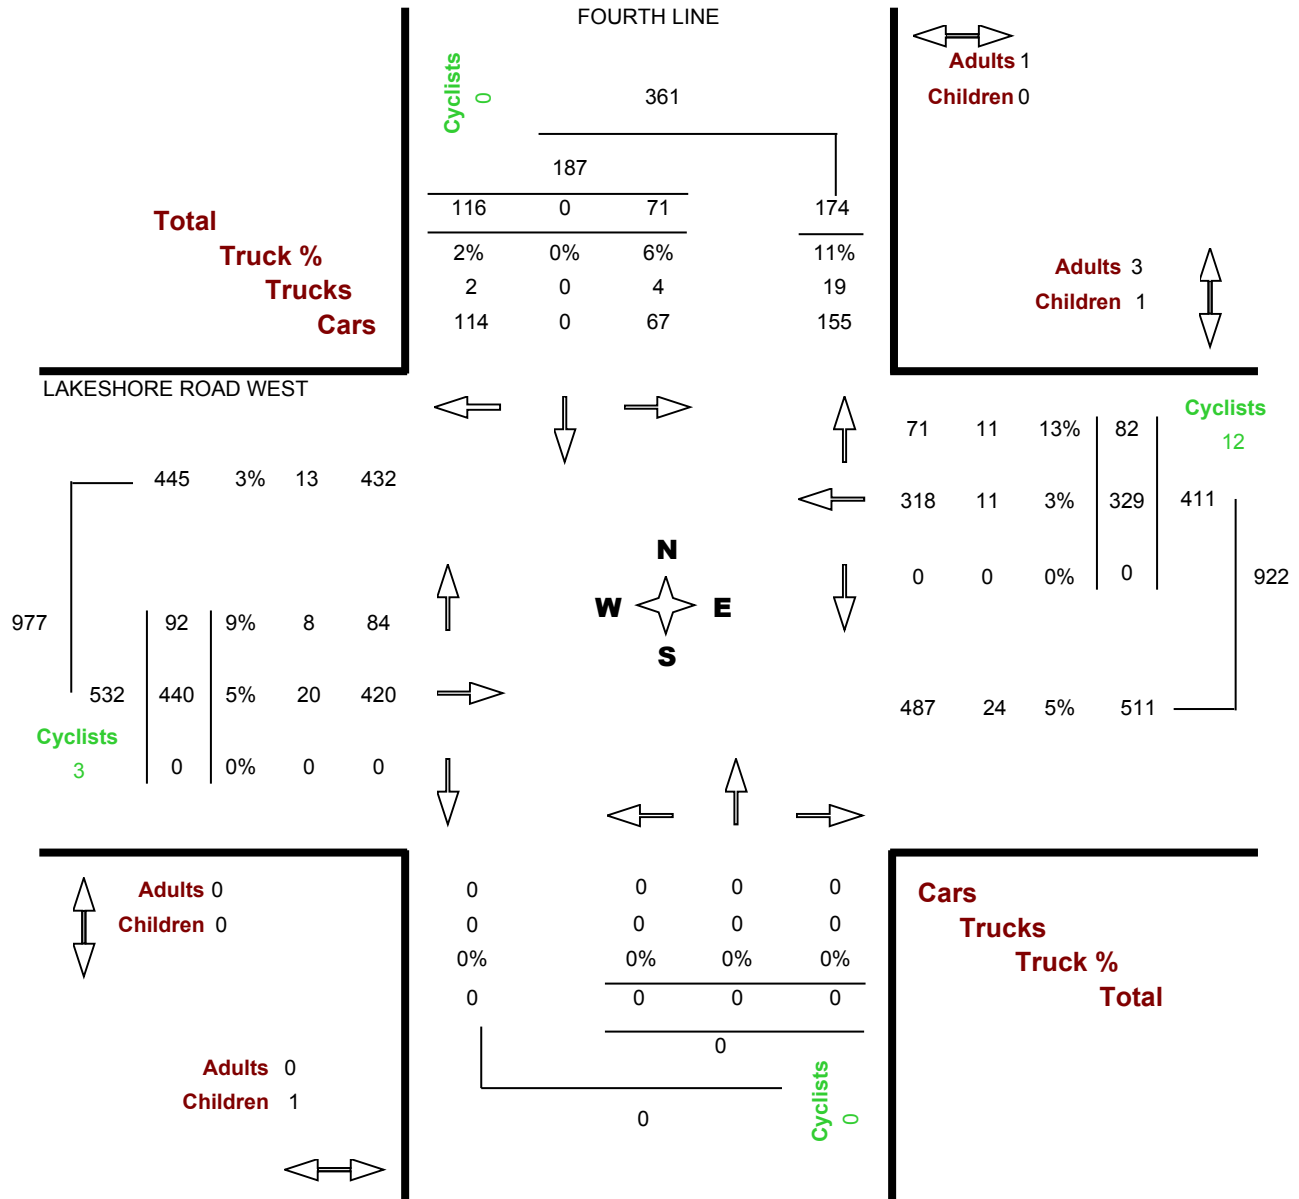 FOURTH LINE
Cyclists
0
361
Adults 1
Children 0
187
116 0 71 174
Total
Truck %
Trucks
Cars
2% 0% 6% 11%
2 0 4 19
114 0 67 155
Adults 3
Children 1
LAKESHORE ROAD WEST
Cyclists
12
71 11 13% 82
445 3% 13 432
318 11 3% 329 411
0 0 0% 0
922
N
W E
S
977
92 9% 8 84
532 440 5% 20 420
487 24 5% 511
Cyclists
3
0 0% 0 0
Adults 0
Children 0
0 0 0 0
0 0 0 0
0% 0% 0% 0%
0 0 0 0
Cars
Trucks
Truck %
Total
0
Adults 0
Children 1
0
Cyclists
0